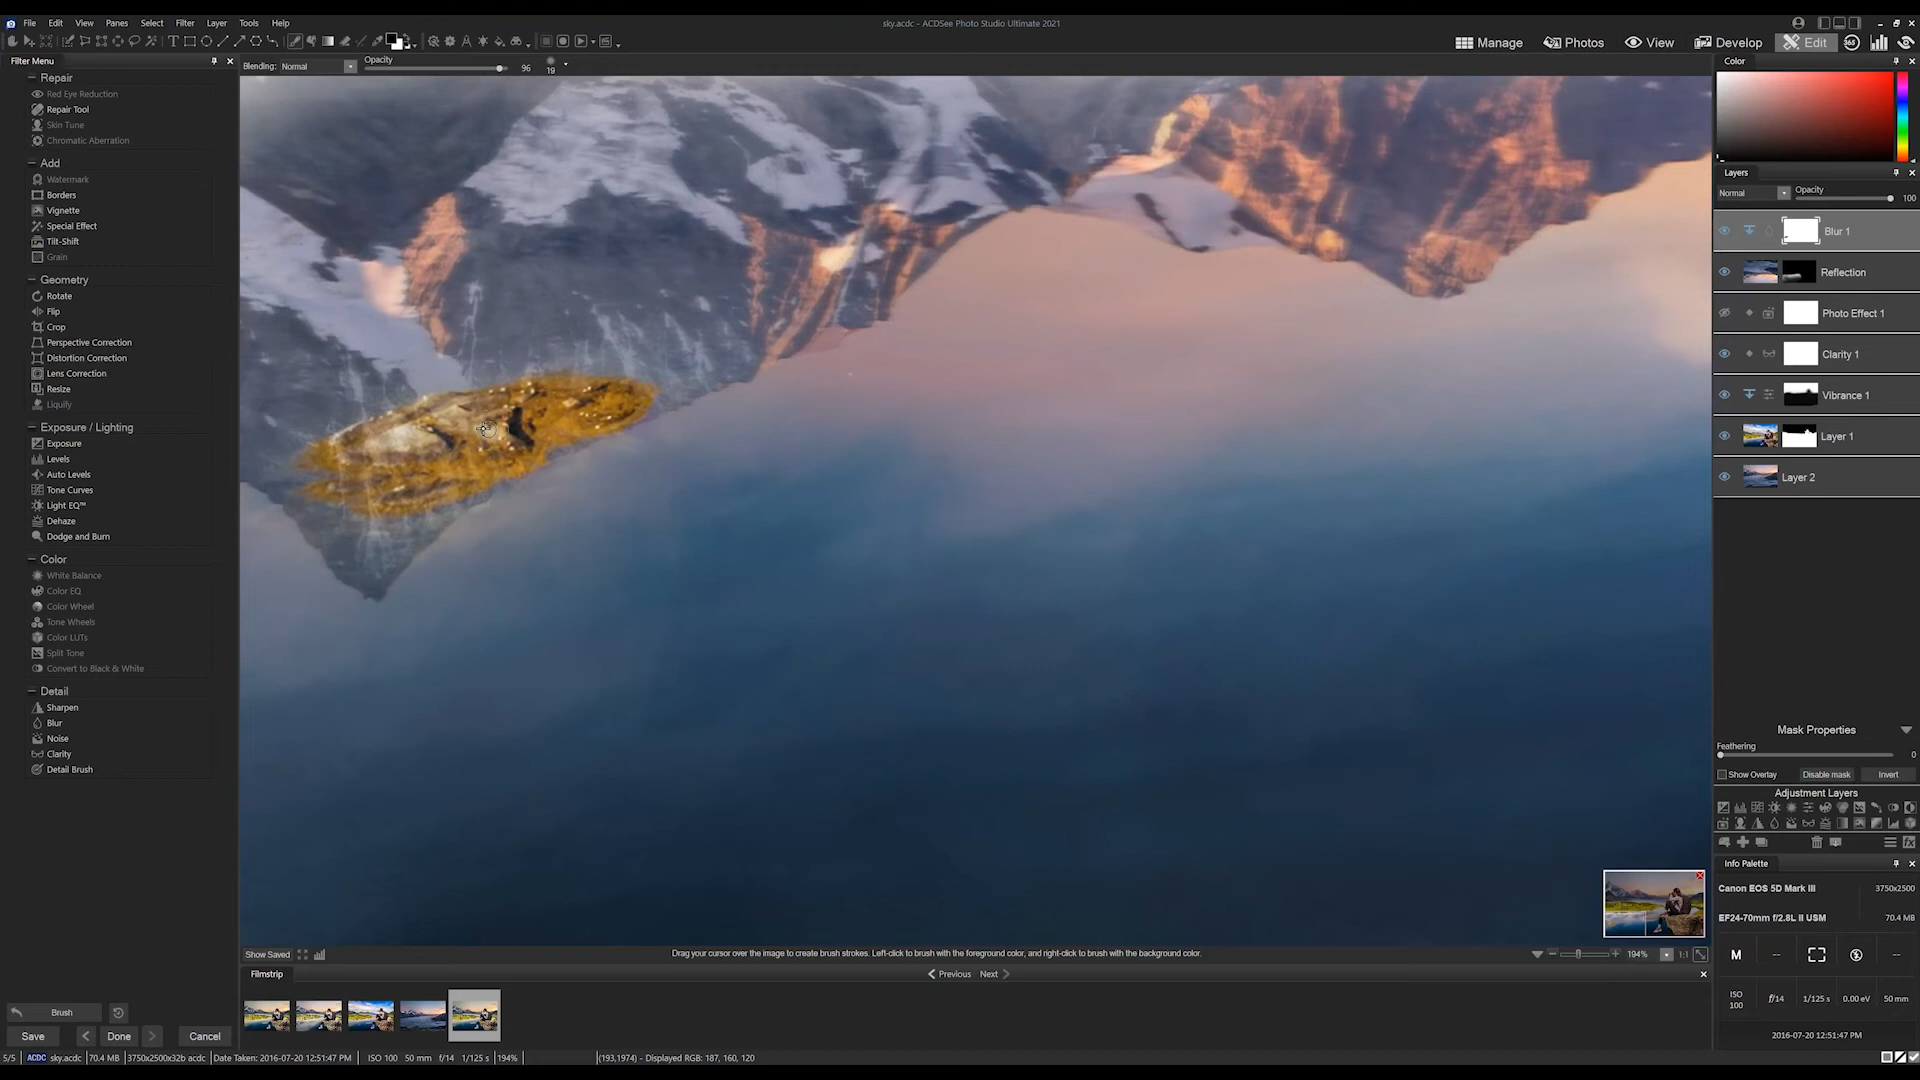 File Edit View Panes Select Filter Layer Tools Help
sky.acdc - ACDSee Photo Studio Ultimate 2021
Manage Photos View Develop Edit 365
Filter Menu
Blending: Normal Opacity 96 19
Repair
Red Eye Reduction
Repair Tool
Skin Tune
Chromatic Aberration
Add
Watermark
Borders
Vignette
Special Effect
Tilt-Shift
Grain
Geometry
Rotate
Flip
Crop
Perspective Correction
Distortion Correction
Lens Correction
Resize
Liquify
Exposure / Lighting
Exposure
Levels
Auto Levels
Tone Curves
Light EQ™
Dehaze
Dodge and Burn
Color
White Balance
Color EQ
Color Wheel
Tone Wheels
Color LUTs
Split Tone
Convert to Black & White
Detail
Sharpen
Blur
Noise
Clarity
Detail Brush
Brush
Save Done Cancel
Color
Layers
Normal Opacity 100
Blur 1
Reflection
Photo Effect 1
Clarity 1
Vibrance 1
Layer 1
Layer 2
Mask Properties
Feathering 0
Show Overlay Disable mask Invert
Adjustment Layers
Info Palette
Canon EOS 5D Mark III 3750x2500
EF24-70mm f/2.8L II USM 70.4 MB
M -- --
ISO 100 f/14 1/125 s 0.00 eV 50 mm
2016-07-20 12:51:47 PM
Show Saved
Drag your cursor over the image to create brush strokes. Left-click to brush with the foreground color, and right-click to brush with the background color.
194% 1:1
Filmstrip
Previous Next
5/5 ACDC sky.acdc 70.4 MB 3750x2500x32b acdc Date Taken: 2016-07-20 12:51:47 PM ISO 100 50 mm f/14 1/125 s 194% (193,1974) - Displayed RGB: 187, 160, 120